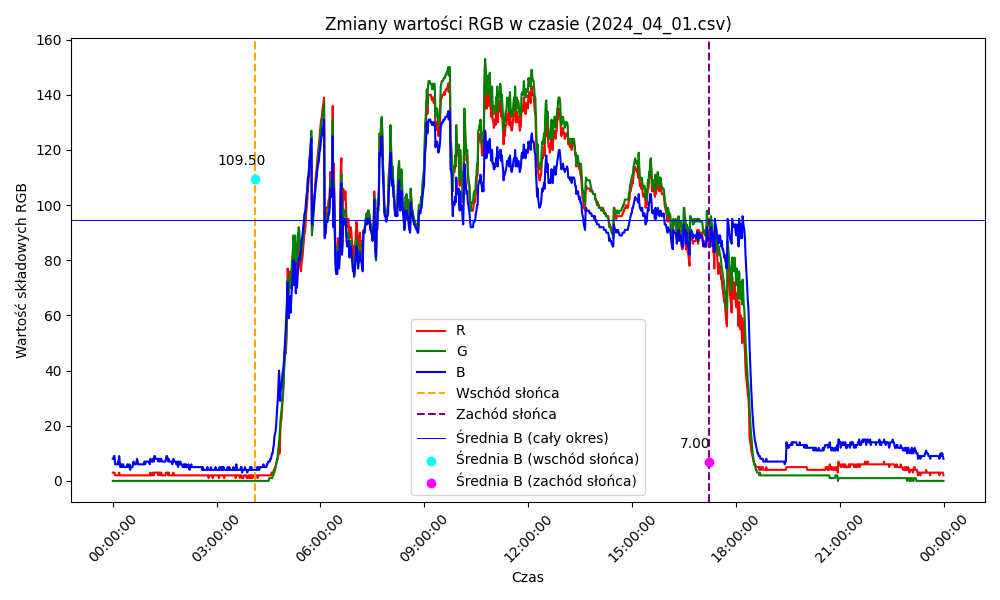 Zmiany wartości RGB w czasie (2024_04_01.csv)
160
140
120
100
80
60
40
20
0
Wartość składowych RGB
109.50
7.00
R
G
B
Wschód słońca
Zachód słońca
Średnia B (cały okres)
Średnia B (wschód słońca)
Średnia B (zachód słońca)
00:00:00
03:00:00
06:00:00
09:00:00
12:00:00
15:00:00
18:00:00
21:00:00
00:00:00
Czas